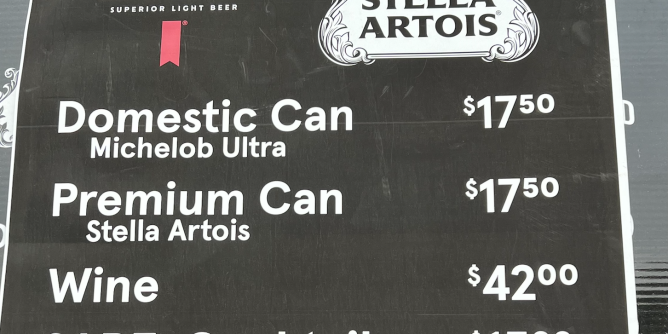 SUPERIOR LIGHT BEER
STELLA
ARTOIS
Domestic Can $17⁵⁰
Michelob Ultra
Premium Can $17⁵⁰
Stella Artois
Wine $42⁰⁰